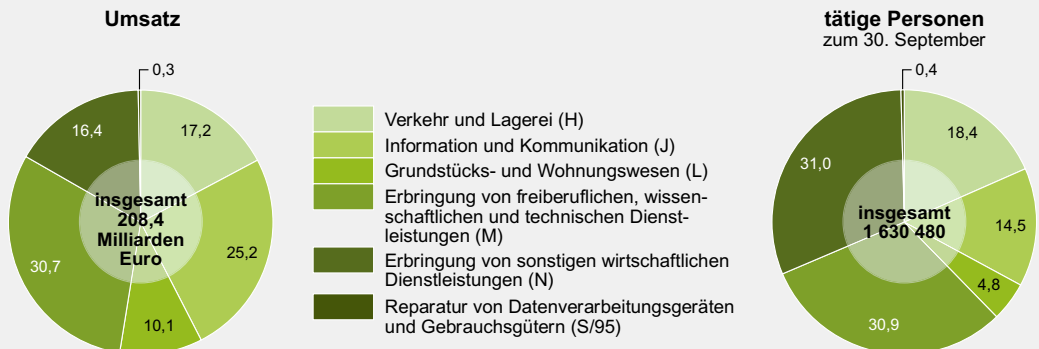 Umsatz
0,3
16,4
17,2
insgesamt
208,4
Milliarden
Euro
25,2
30,7
10,1
Verkehr und Lagerei (H)
Information und Kommunikation (J)
Grundstücks- und Wohnungswesen (L)
Erbringung von freiberuflichen, wissen-
schaftlichen und technischen Dienst-
leistungen (M)
Erbringung von sonstigen wirtschaftlichen
Dienstleistungen (N)
Reparatur von Datenverarbeitungsgeräten
und Gebrauchsgütern (S/95)
tätige Personen
zum 30. September
0,4
18,4
31,0
insgesamt
1 630 480
14,5
4,8
30,9